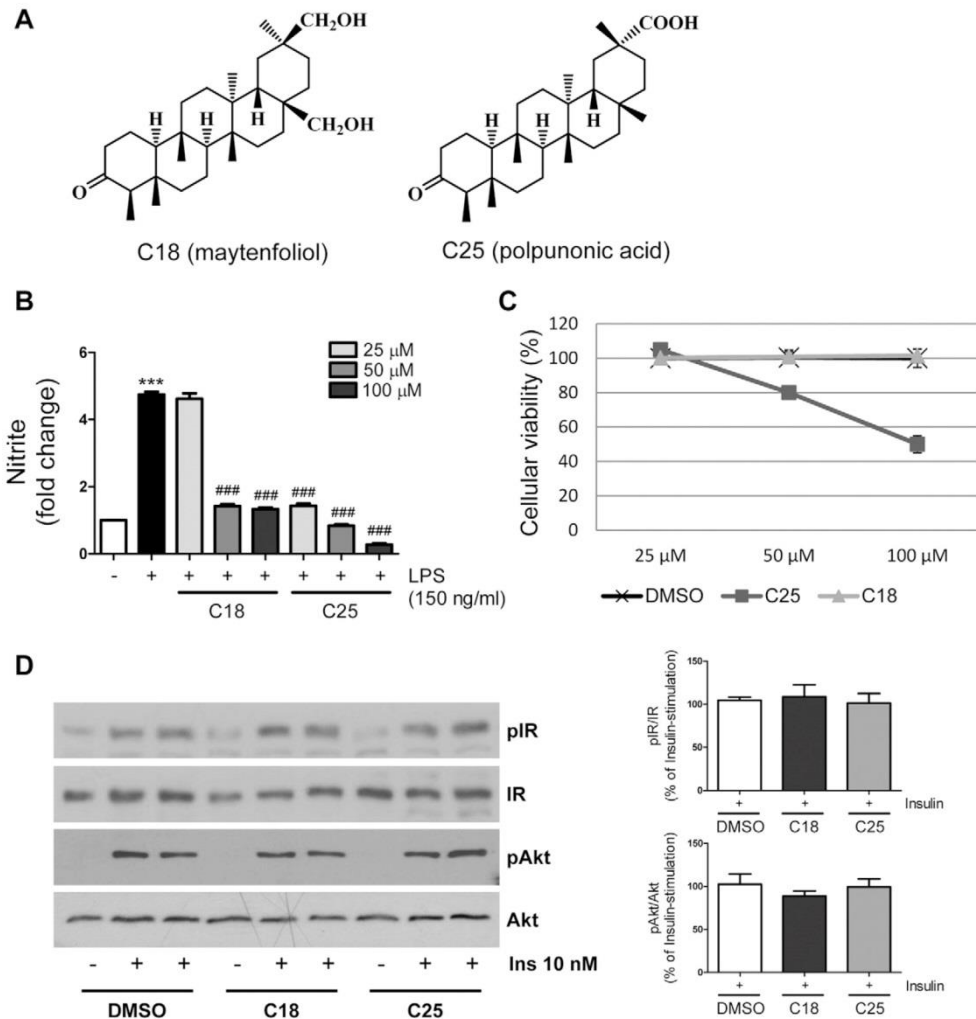 A
CH2OH
CH2OH
H
H
H
O
C18 (maytenfoliol)
COOH
H
H
H
O
C25 (polpunonic acid)
B
Nitrite
(fold change)
6
4
2
0
***
###
###
###
###
###
25 μM
50 μM
100 μM
- + + + + + + +
LPS
(150 ng/ml)
C18
C25
C
Cellular viability (%)
120
100
80
60
40
20
0
25 μM
50 μM
100 μM
DMSO
C25
C18
D
pIR
IR
pAkt
Akt
- + + - + + - + +
Ins 10 nM
DMSO
C18
C25
pIR/IR
(% of Insulin-stimulation)
150
100
50
0
+ + +
Insulin
DMSO
C18
C25
pAkt/Akt
(% of Insulin-stimulation)
150
100
50
0
+ + +
Insulin
DMSO
C18
C25